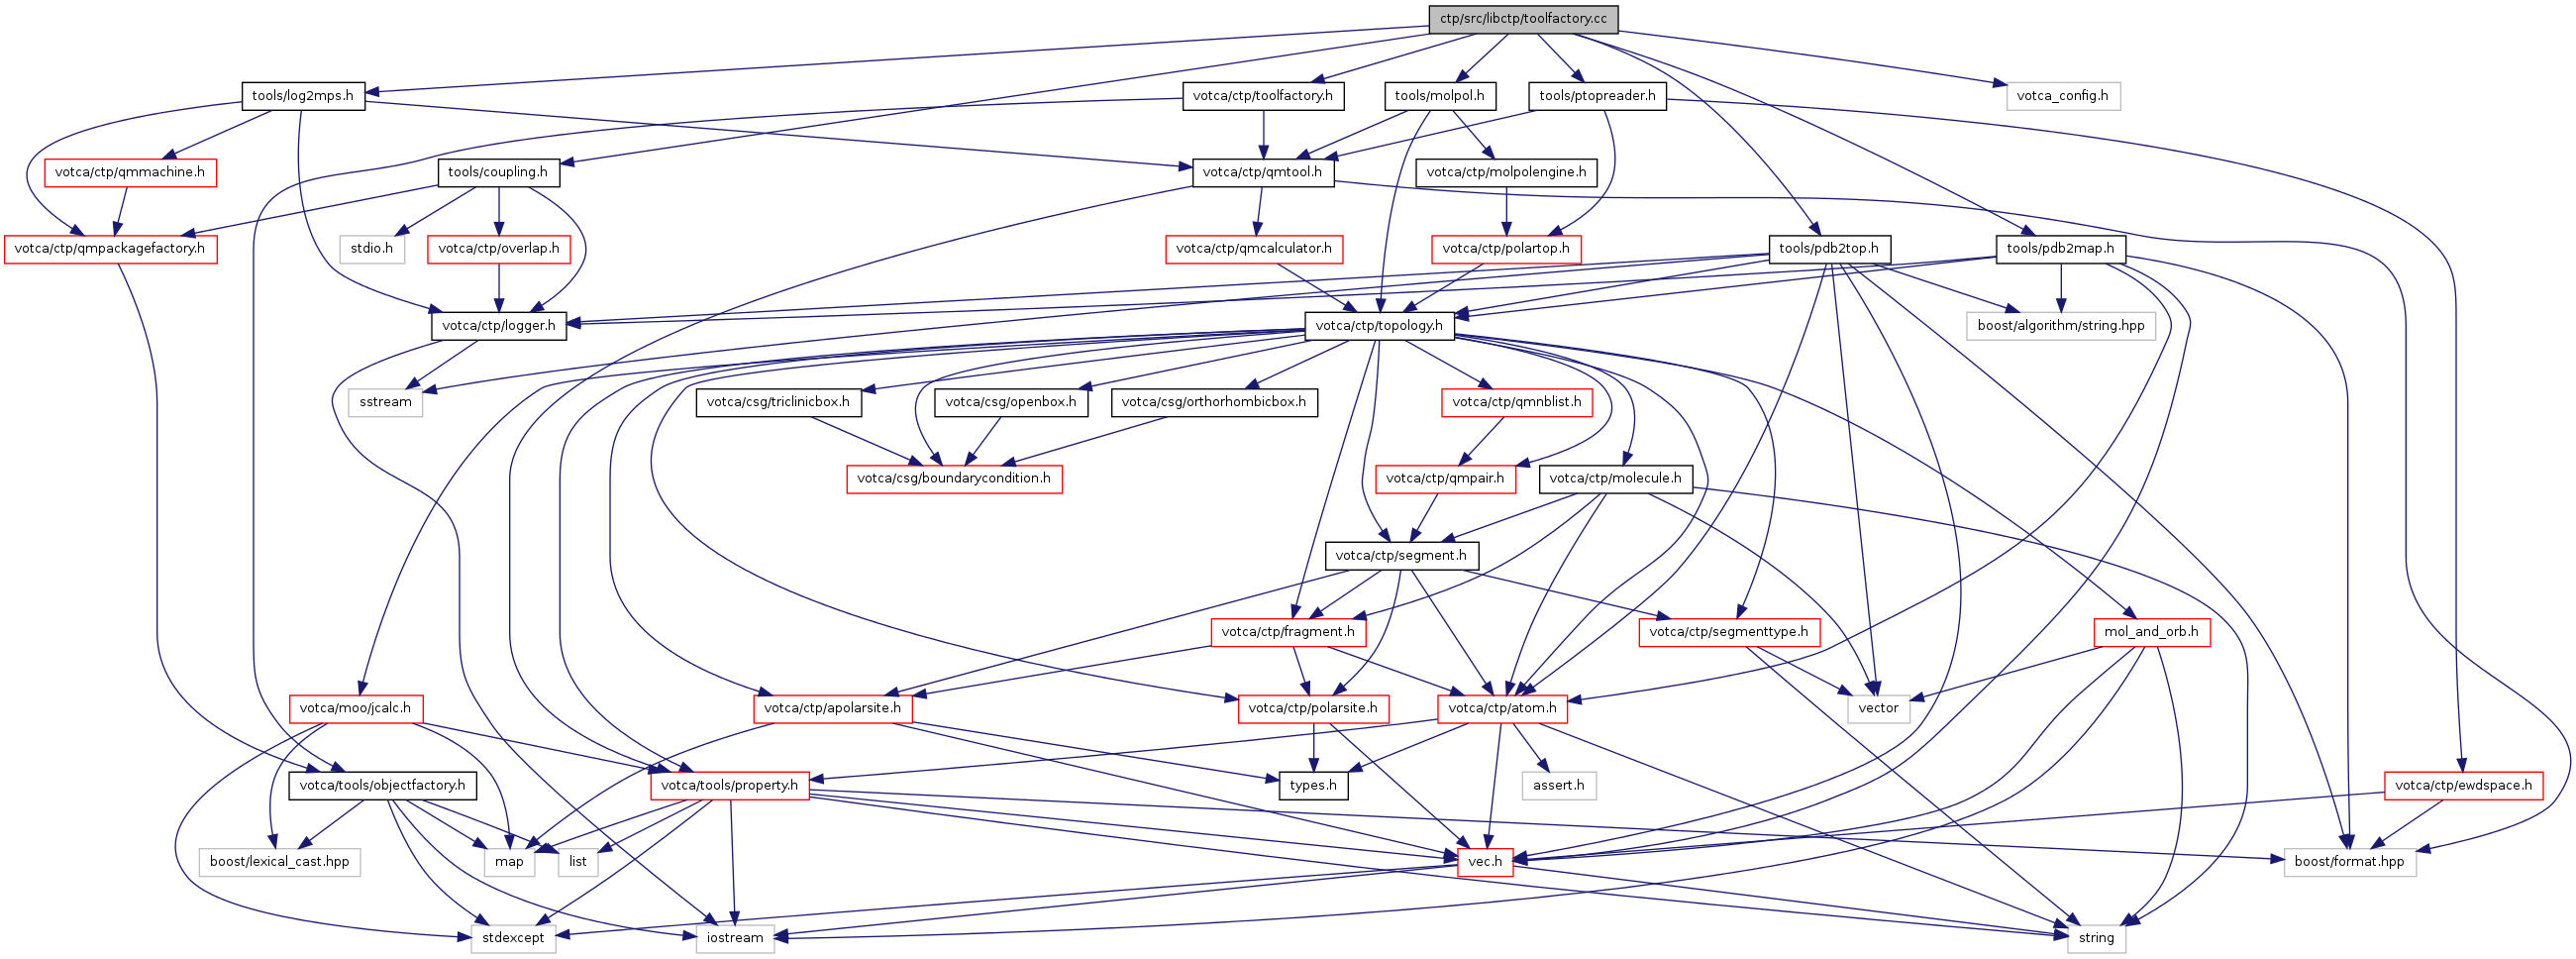 ctp/src/libctp/toolfactory.cc
tools/log2mps.h
votca/ctp/toolfactory.h
tools/molpol.h
tools/ptopreader.h
votca_config.h
votca/ctp/qmmachine.h
tools/coupling.h
votca/ctp/qmtool.h
votca/ctp/molpolengine.h
votca/ctp/qmpackagefactory.h
stdio.h
votca/ctp/overlap.h
votca/ctp/qmcalculator.h
votca/ctp/polartop.h
tools/pdb2top.h
tools/pdb2map.h
votca/ctp/logger.h
votca/ctp/topology.h
boost/algorithm/string.hpp
sstream
votca/csg/triclinicbox.h
votca/csg/openbox.h
votca/csg/orthorhombicbox.h
votca/ctp/qmnblist.h
votca/csg/boundarycondition.h
votca/ctp/qmpair.h
votca/ctp/molecule.h
votca/ctp/segment.h
votca/ctp/fragment.h
votca/ctp/segmenttype.h
mol_and_orb.h
votca/moo/jcalc.h
votca/ctp/apolarsite.h
votca/ctp/polarsite.h
votca/ctp/atom.h
vector
votca/tools/objectfactory.h
votca/tools/property.h
types.h
assert.h
votca/ctp/ewdspace.h
boost/lexical_cast.hpp
map
list
vec.h
boost/format.hpp
stdexcept
iostream
string